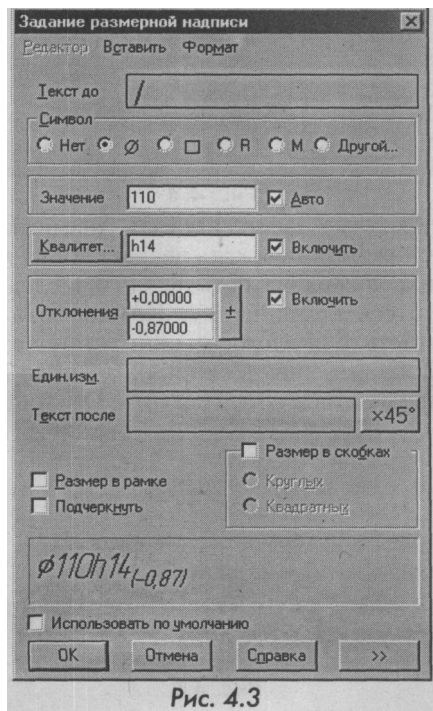 Задание размерной надписи
Редактор Вставить Формат
Текст до /
Символ
Нет ø □ R M Другой...
Значение 110 Авто
Квалитет... h14 Включить
Отклонения +0,00000 -0,87000 ± Включить
Един.изм.
Текст после ×45°
Размер в скобках
Размер в рамке Круглых
Подчеркнуть Квадратных
ø110h14(-0,87)
Использовать по умолчанию
OK Отмена Справка >>
Рис. 4.3